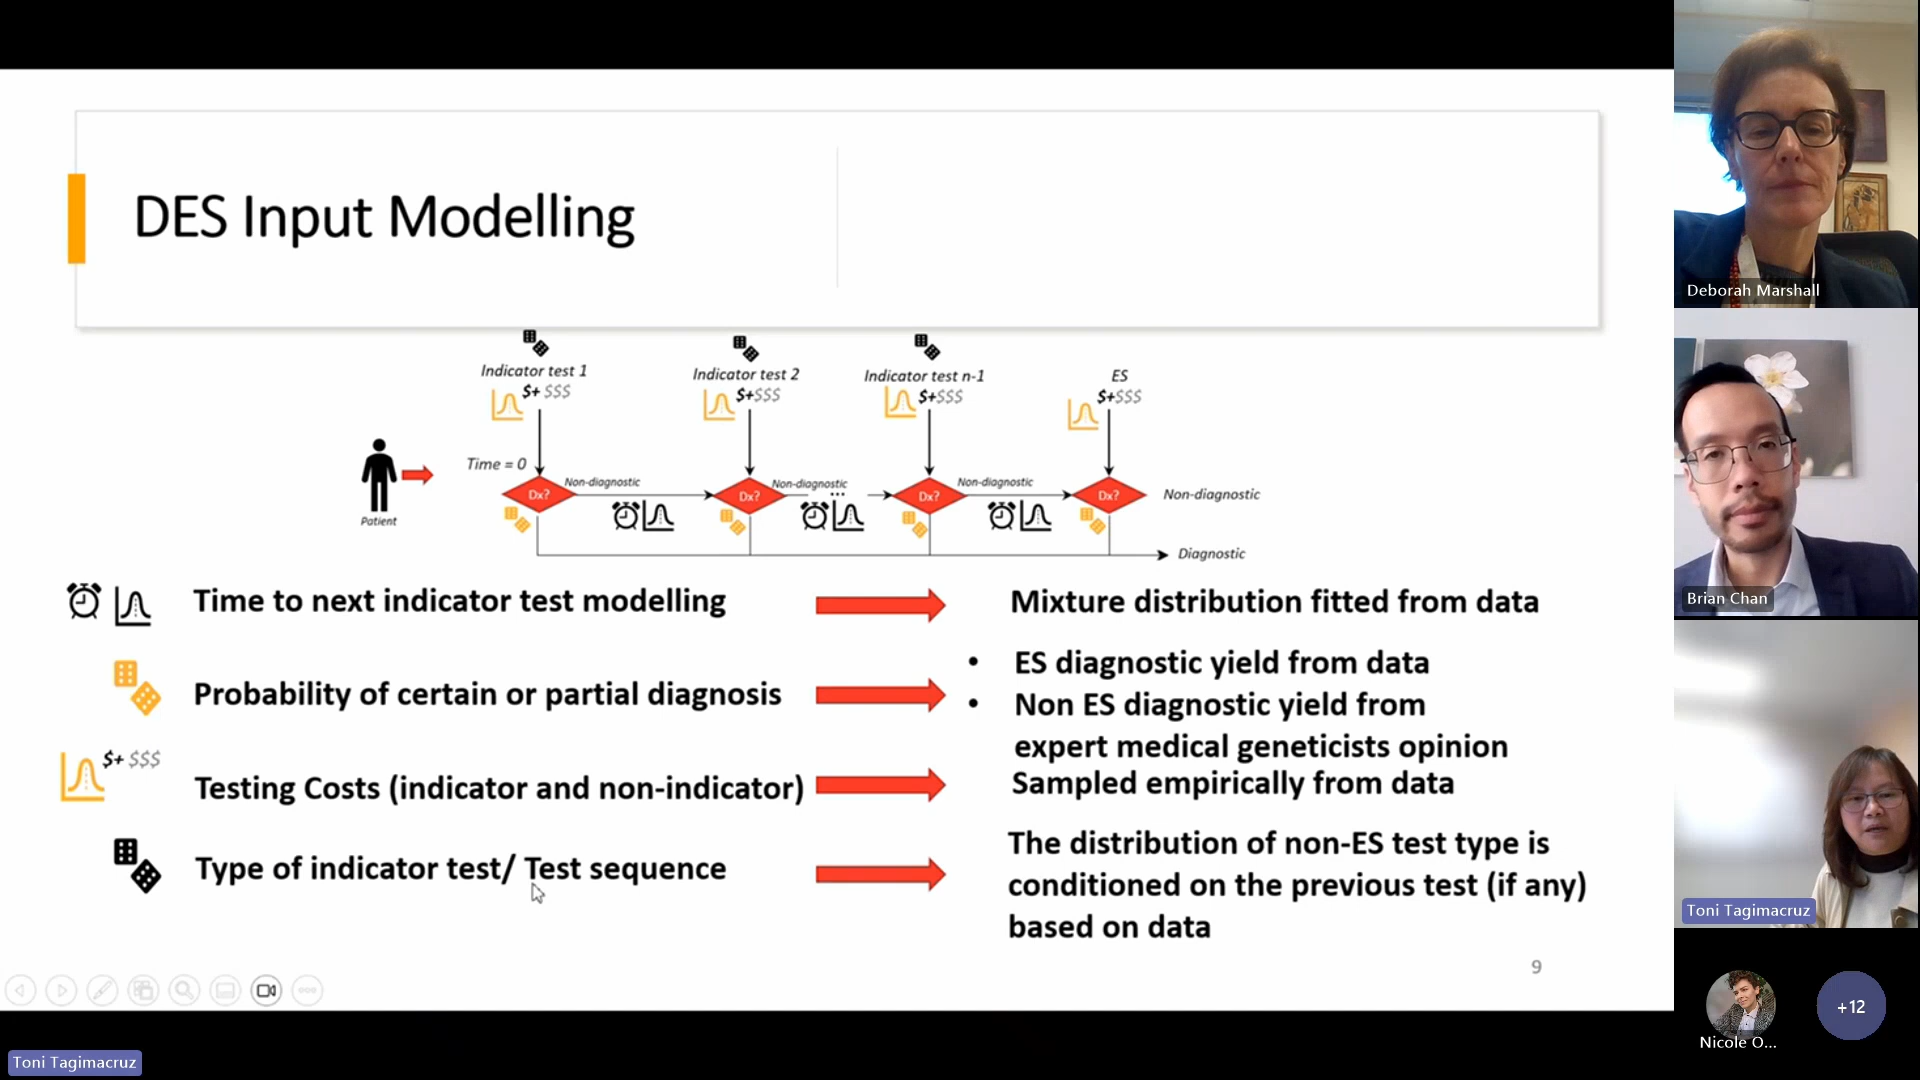 DES Input Modelling
Indicator test 1
$+ $$$
Indicator test 2
$+$$$
Indicator test n-1
$+$$$
ES
$+$$$
Time = 0
Patient
Dx?
Non-diagnostic
Dx?
Non-diagnostic
...
Dx?
Non-diagnostic
Dx?
Non-diagnostic
Diagnostic
Time to next indicator test modelling
Mixture distribution fitted from data
Probability of certain or partial diagnosis
• ES diagnostic yield from data
• Non ES diagnostic yield from
expert medical geneticists opinion
$+ $$$
Testing Costs (indicator and non-indicator)
Sampled empirically from data
Type of indicator test/ Test sequence
The distribution of non-ES test type is
conditioned on the previous test (if any)
based on data
9
Deborah Marshall
Brian Chan
Toni Tagimacruz
Nicole O...
+12
Toni Tagimacruz